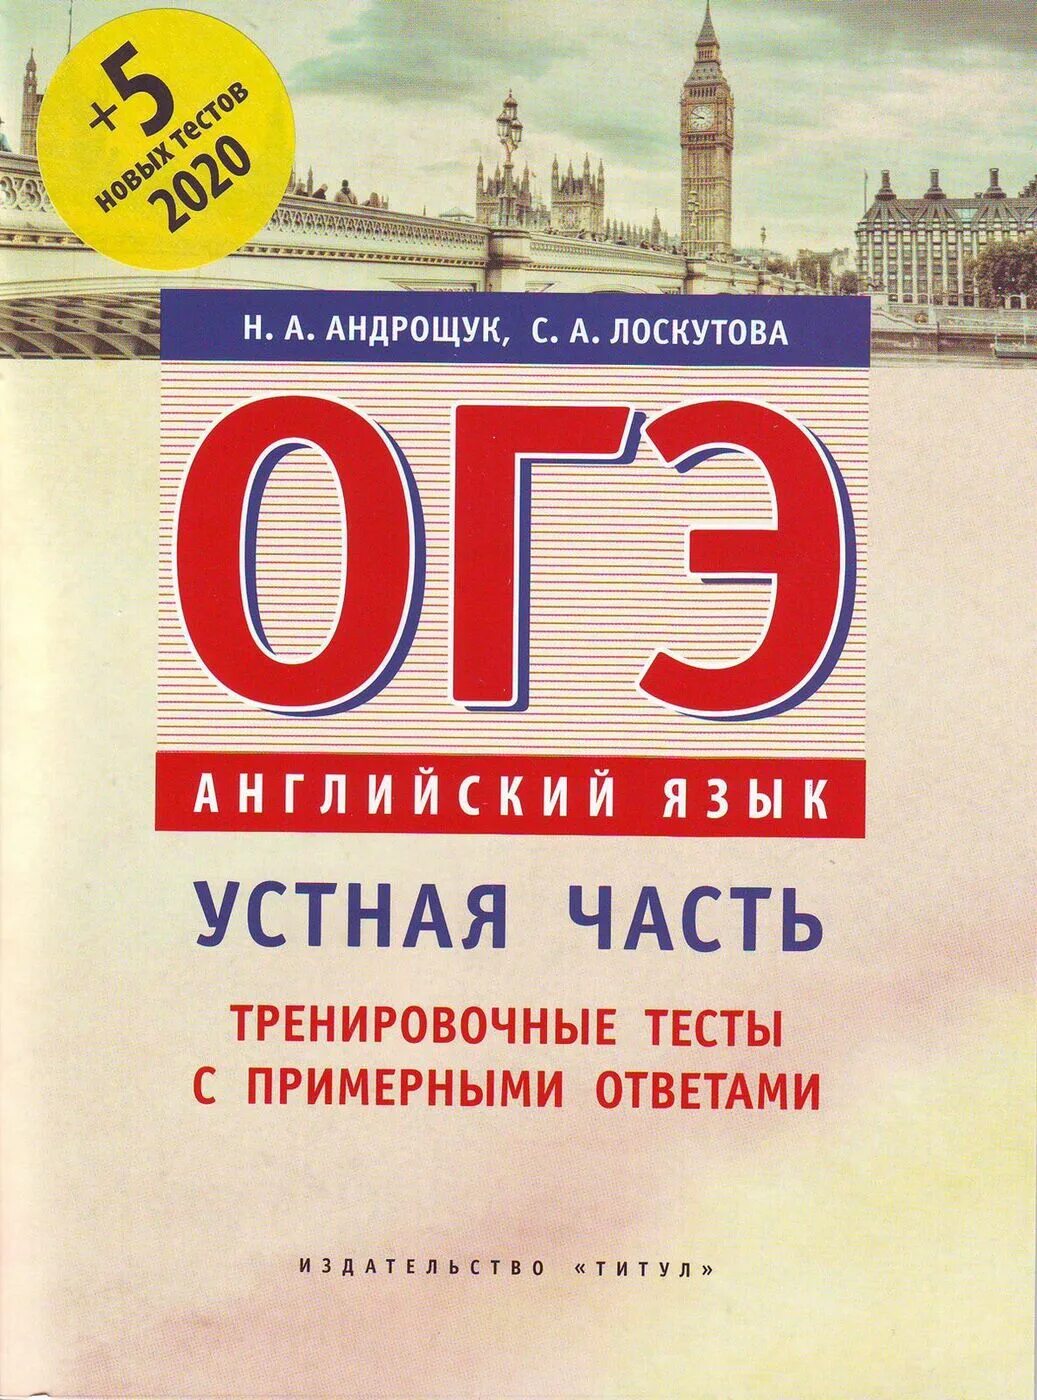 +5
новых тестов
2020
Н. А. АНДРОЩУК, С. А. ЛОСКУТОВА
ОГЭ
АНГЛИЙСКИЙ ЯЗЫК
УСТНАЯ ЧАСТЬ
ТРЕНИРОВОЧНЫЕ ТЕСТЫ
С ПРИМЕРНЫМИ ОТВЕТАМИ
ИЗДАТЕЛЬСТВО «ТИТУЛ»